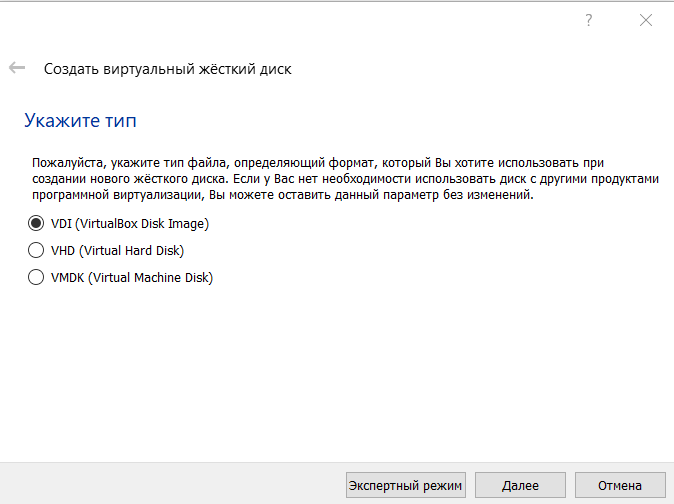 ?
Создать виртуальный жёсткий диск
Укажите тип
Пожалуйста, укажите тип файла, определяющий формат, который Вы хотите использовать при
создании нового жёсткого диска. Если у Вас нет необходимости использовать диск с другими продуктами
программной виртуализации, Вы можете оставить данный параметр без изменений.
VDI (VirtualBox Disk Image)
VHD (Virtual Hard Disk)
VMDK (Virtual Machine Disk)
Экспертный режим Далее Отмена